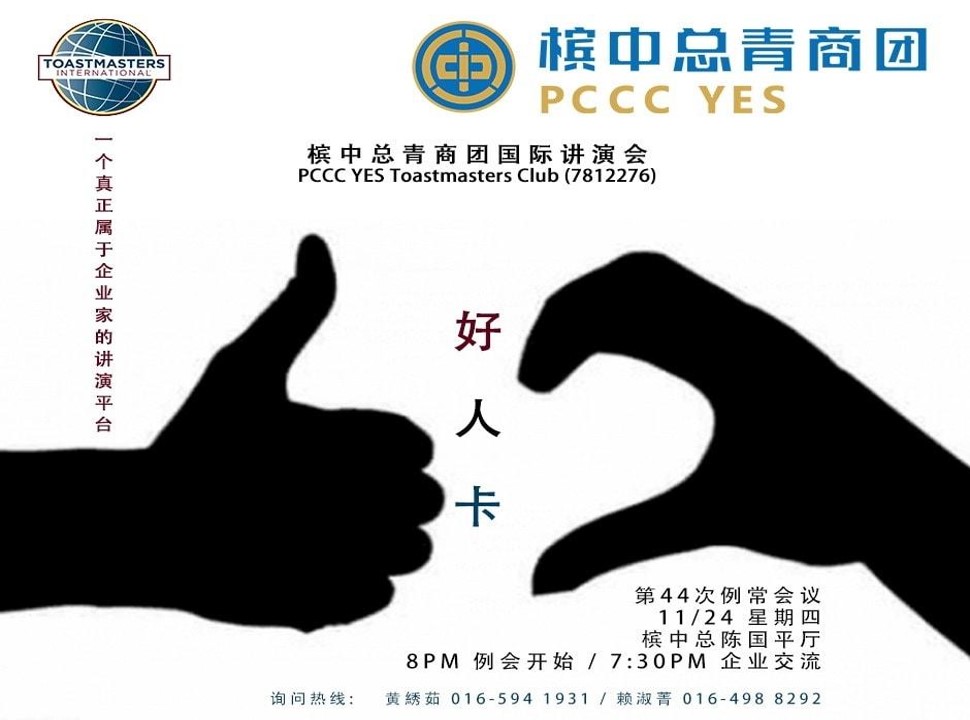 TOASTMASTERS
INTERNATIONAL
槟中总青商团
PCCC YES
槟中总青商团国际讲演会
PCCC YES Toastmasters Club (7812276)
一个真正属于企业家的讲演平台
好
人
卡
第44次例常会议
11/24 星期四
槟中总陈国平厅
8PM 例会开始 / 7:30PM 企业交流
询问热线: 黄綉茹 016-594 1931 / 赖淑菁 016-498 8292